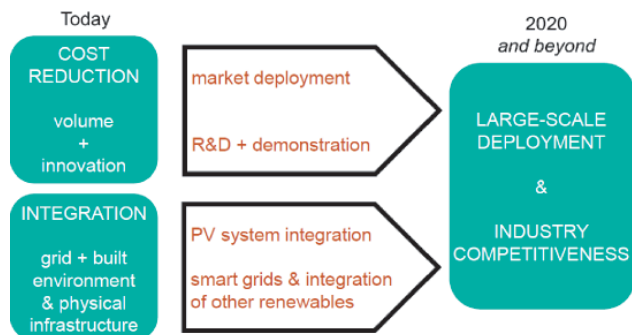 Today
COST
REDUCTION
volume
+
innovation
market deployment
R&D + demonstration
INTEGRATION
grid + built
environment
& physical
infrastructure
PV system integration
smart grids & integration
of other renewables
2020
and beyond
LARGE-SCALE
DEPLOYMENT
&
INDUSTRY
COMPETITIVENESS